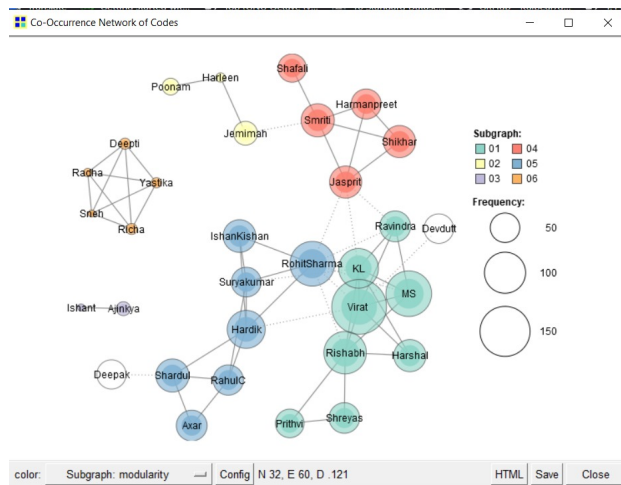 Co-Occurrence Network of Codes
Shafali
Harleen
Poonam
Harmanpreet
Smriti
Jemimah
Shikhar
Subgraph:
01 04
02 05
03 06
Deepti
Radha
Yastika
Jasprit
Frequency:
Sneh
Richa
Ravindra
Devdutt
50
IshanKishan
RohitSharma
KL
100
Suryakumar
MS
Ishant
Ajinkya
Virat
Hardik
150
Rishabh
Harshal
Deepak
Shardul
RahulC
Axar
Prithvi
Shreyas
color: Subgraph: modularity Config N 32, E 60, D .121 HTML Save Close